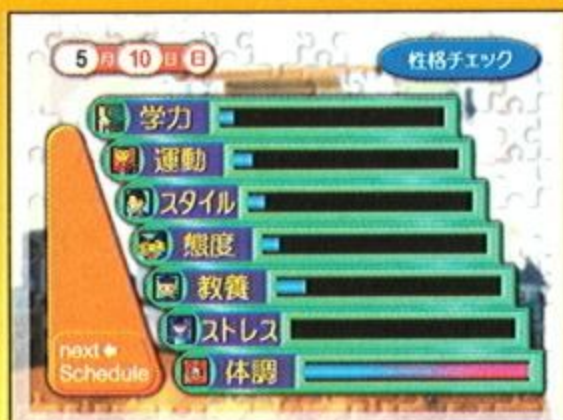 5月10日日
性格チェック
学力
運動
スタイル
態度
教養
ストレス
体調
next
Schedule